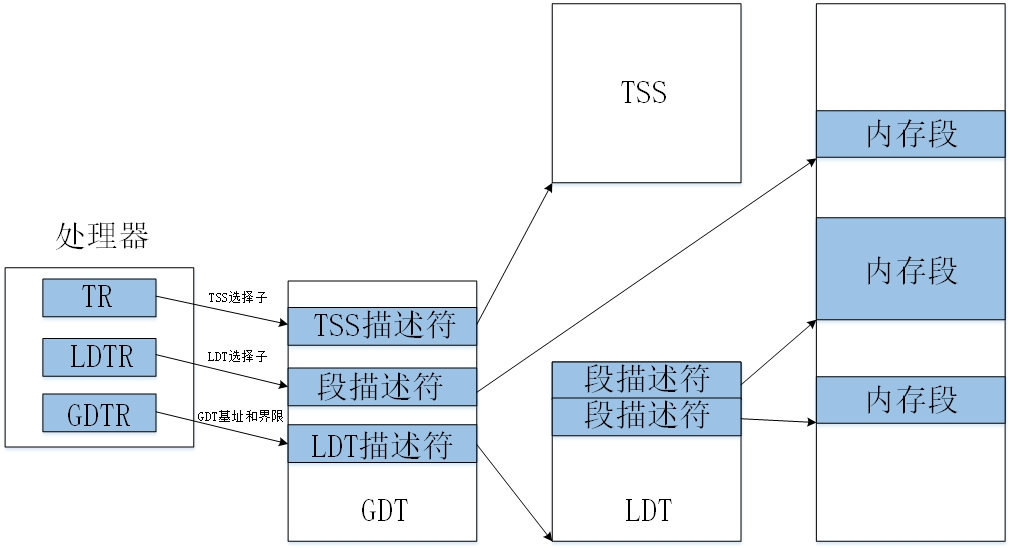 处理器
TR
LDTR
GDTR
TSS选择子
LDT选择子
GDT基址和界限
TSS描述符
段描述符
LDT描述符
GDT
TSS
段描述符
段描述符
LDT
内存段
内存段
内存段